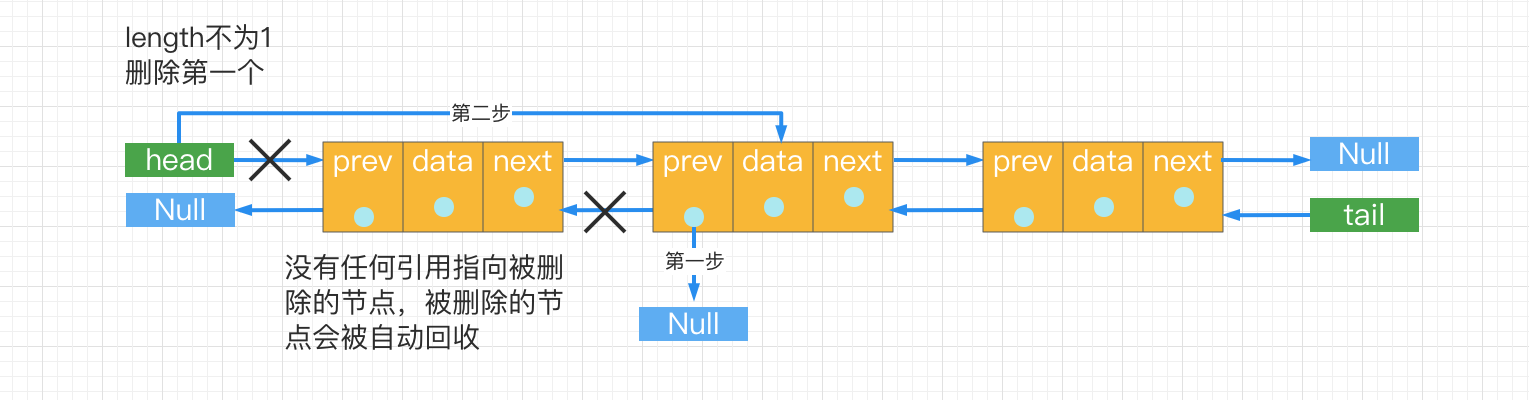 length不为1
删除第一个
第二步
head
prev data next
prev data next
prev data next
Null
Null
tail
没有任何引用指向被删
除的节点，被删除的节
点会被自动回收
第一步
Null